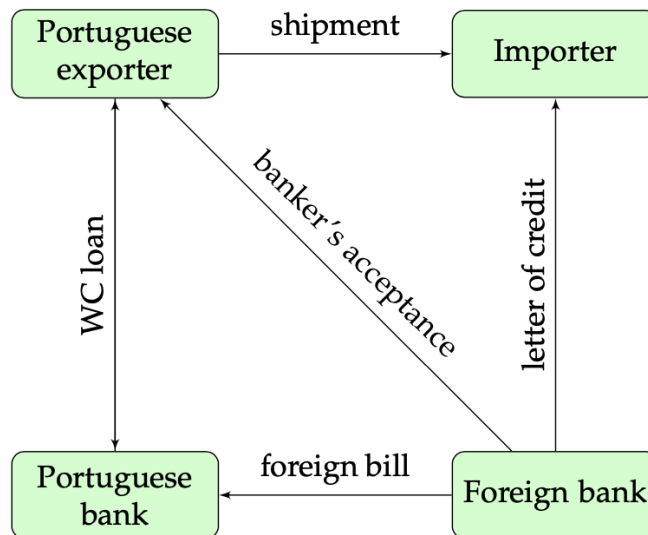 Portuguese
exporter
shipment
Importer
banker's acceptance
WC loan
letter of credit
Portuguese
bank
foreign bill
Foreign bank